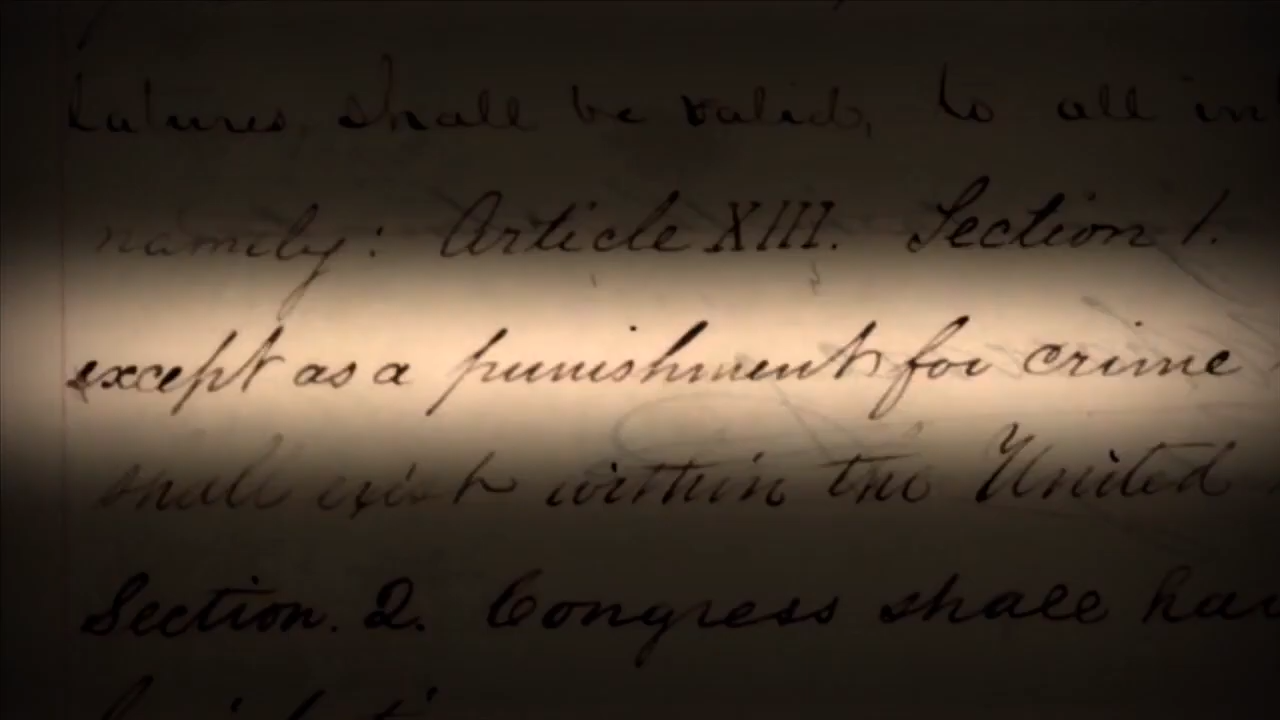 latures, shall be valid, to all in
namely: Article XIII. Section 1.
except as a punishment for crime
shall exist within the United
Section. 2. Congress shall hav